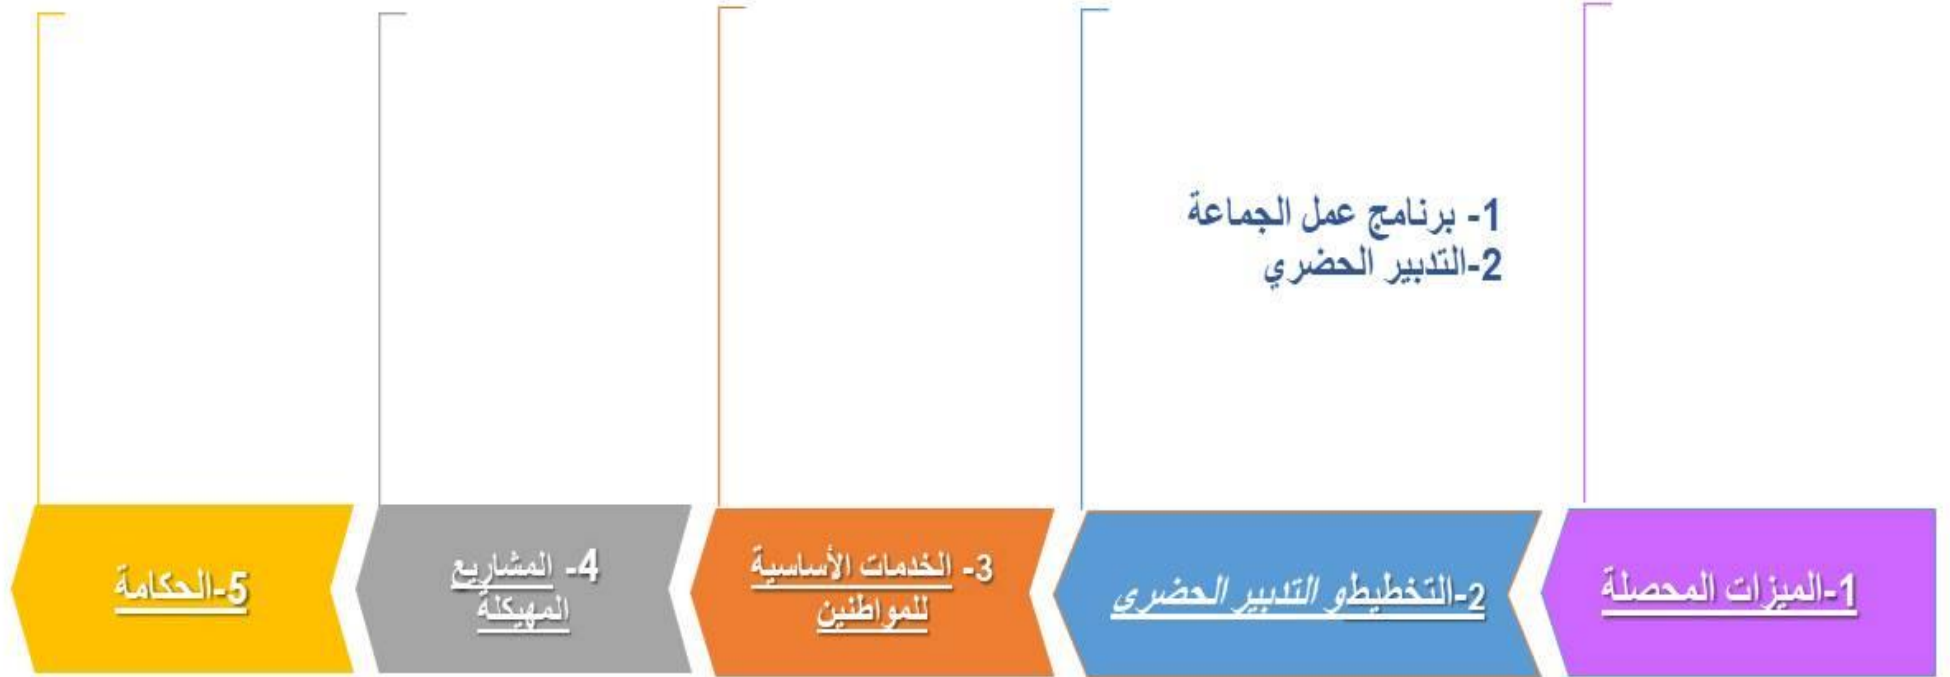 1- برنامج عمل الجماعة
2-التدبير الحضري
1-الميزات المحصلة
2-التخطيطو التدبير الحضري
3- الخدمات الأساسية
للمواطنين
4- المشاريع
المهيكلة
5-الحكامة